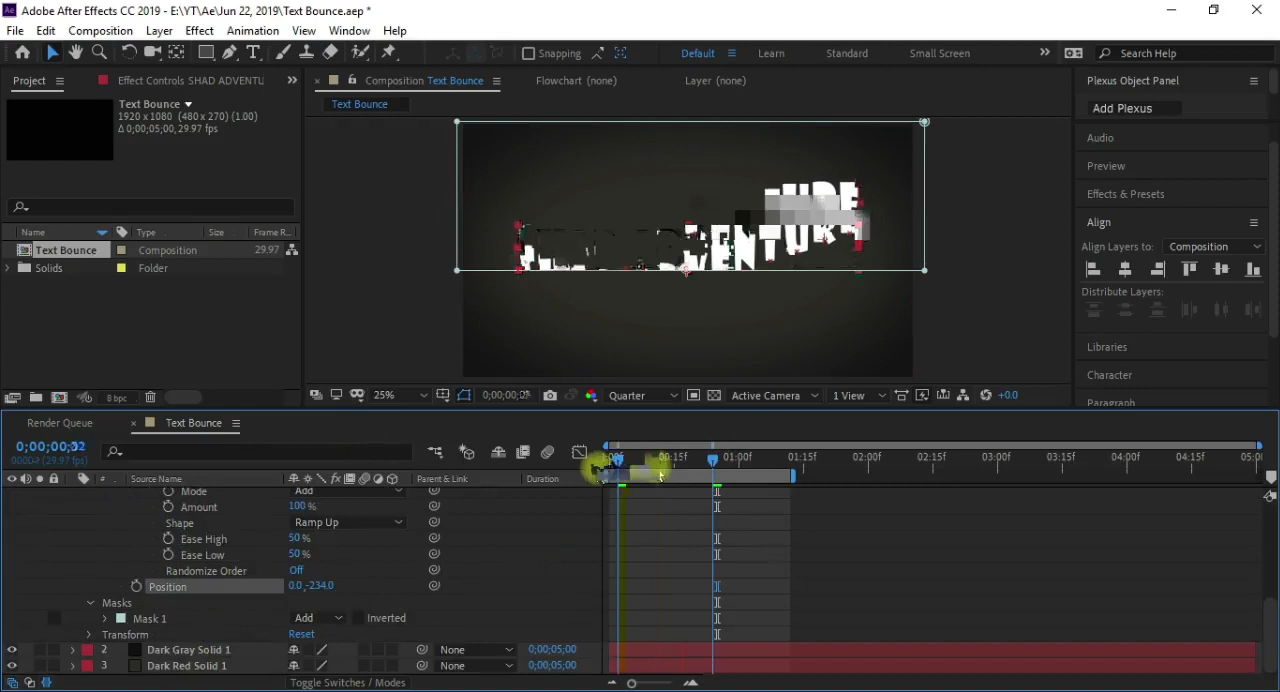 Adobe After Effects CC 2019 - E:\YT\Ae\Jun 22, 2019\Text Bounce.aep *
File Edit Composition Layer Effect Animation View Window Help
Snapping Default Learn Standard Small Screen Search Help
Project Effect Controls SHAD ADVENTU Composition Text Bounce Flowchart (none) Layer (none) Plexus Object Panel
Text Bounce
1920 x 1080 (480 x 270) (1.00)
Δ 0;00;05;00, 29.97 fps
Text Bounce
Add Plexus
Audio
Preview
Effects & Presets
Align
Align Layers to: Composition
Distribute Layers:
Libraries
Character
Paragraph
Name Type Size Frame R...
Text Bounce Composition 29.97
Solids Folder
VENTURE
8 bpc 25% Quarter Active Camera 1 View +0.0
Render Queue Text Bounce
(29.97 fps)
00:15f 01:00f 01:15f 02:00f 02:15f 03:00f 03:15f 04:00f 04:15f 05:0
# Source Name Parent & Link Duration
Mode Add
Amount 100 %
Shape Ramp Up
Ease High 50 %
Ease Low 50 %
Randomize Order Off
Position 0.0,-234.0
Masks
Mask 1 Add Inverted
Transform Reset
2 Dark Gray Solid 1 None 0;00;05;00
3 Dark Red Solid 1 None 0;00;05;00
Toggle Switches / Modes